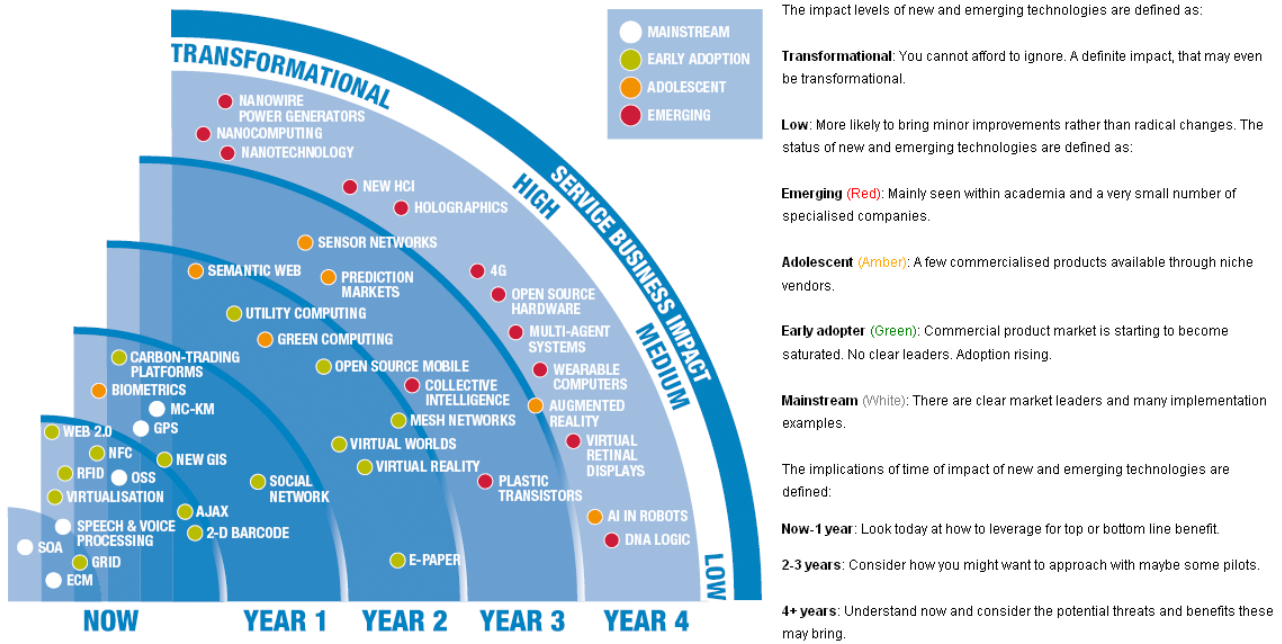 TRANSFORMATIONAL
HIGH
MEDIUM
LOW
SERVICE BUSINESS IMPACT
MAINSTREAM
EARLY ADOPTION
ADOLESCENT
EMERGING
NANOWIRE
POWER GENERATORS
NANOCOMPUTING
NANOTECHNOLOGY
NEW HCI
HOLOGRAPHICS
SENSOR NETWORKS
SEMANTIC WEB
PREDICTION
MARKETS
4G
OPEN SOURCE
HARDWARE
UTILITY COMPUTING
GREEN COMPUTING
MULTI-AGENT
SYSTEMS
CARBON-TRADING
PLATFORMS
OPEN SOURCE MOBILE
WEARABLE
COMPUTERS
BIOMETRICS
COLLECTIVE
INTELLIGENCE
MC-KM
AUGMENTED
REALITY
GPS
MESH NETWORKS
WEB 2.0
VIRTUAL WORLDS
VIRTUAL
RETINAL
DISPLAYS
NFC
NEW GIS
VIRTUAL REALITY
RFID
OSS
SOCIAL
NETWORK
PLASTIC
TRANSISTORS
VIRTUALISATION
AJAX
AI IN ROBOTS
SPEECH & VOICE
PROCESSING
2-D BARCODE
DNA LOGIC
SOA
GRID
E-PAPER
ECM
NOW
YEAR 1
YEAR 2
YEAR 3
YEAR 4
The impact levels of new and emerging technologies are defined as:
Transformational: You cannot afford to ignore. A definite impact, that may even
be transformational.
Low: More likely to bring minor improvements rather than radical changes. The
status of new and emerging technologies are defined as:
Emerging (Red): Mainly seen within academia and a very small number of
specialised companies.
Adolescent (Amber): A few commercialised products available through niche
vendors.
Early adopter (Green): Commercial product market is starting to become
saturated. No clear leaders. Adoption rising.
Mainstream (White): There are clear market leaders and many implementation
examples.
The implications of time of impact of new and emerging technologies are
defined:
Now-1 year: Look today at how to leverage for top or bottom line benefit.
2-3 years: Consider how you might want to approach with maybe some pilots.
4+ years: Understand now and consider the potential threats and benefits these
may bring.